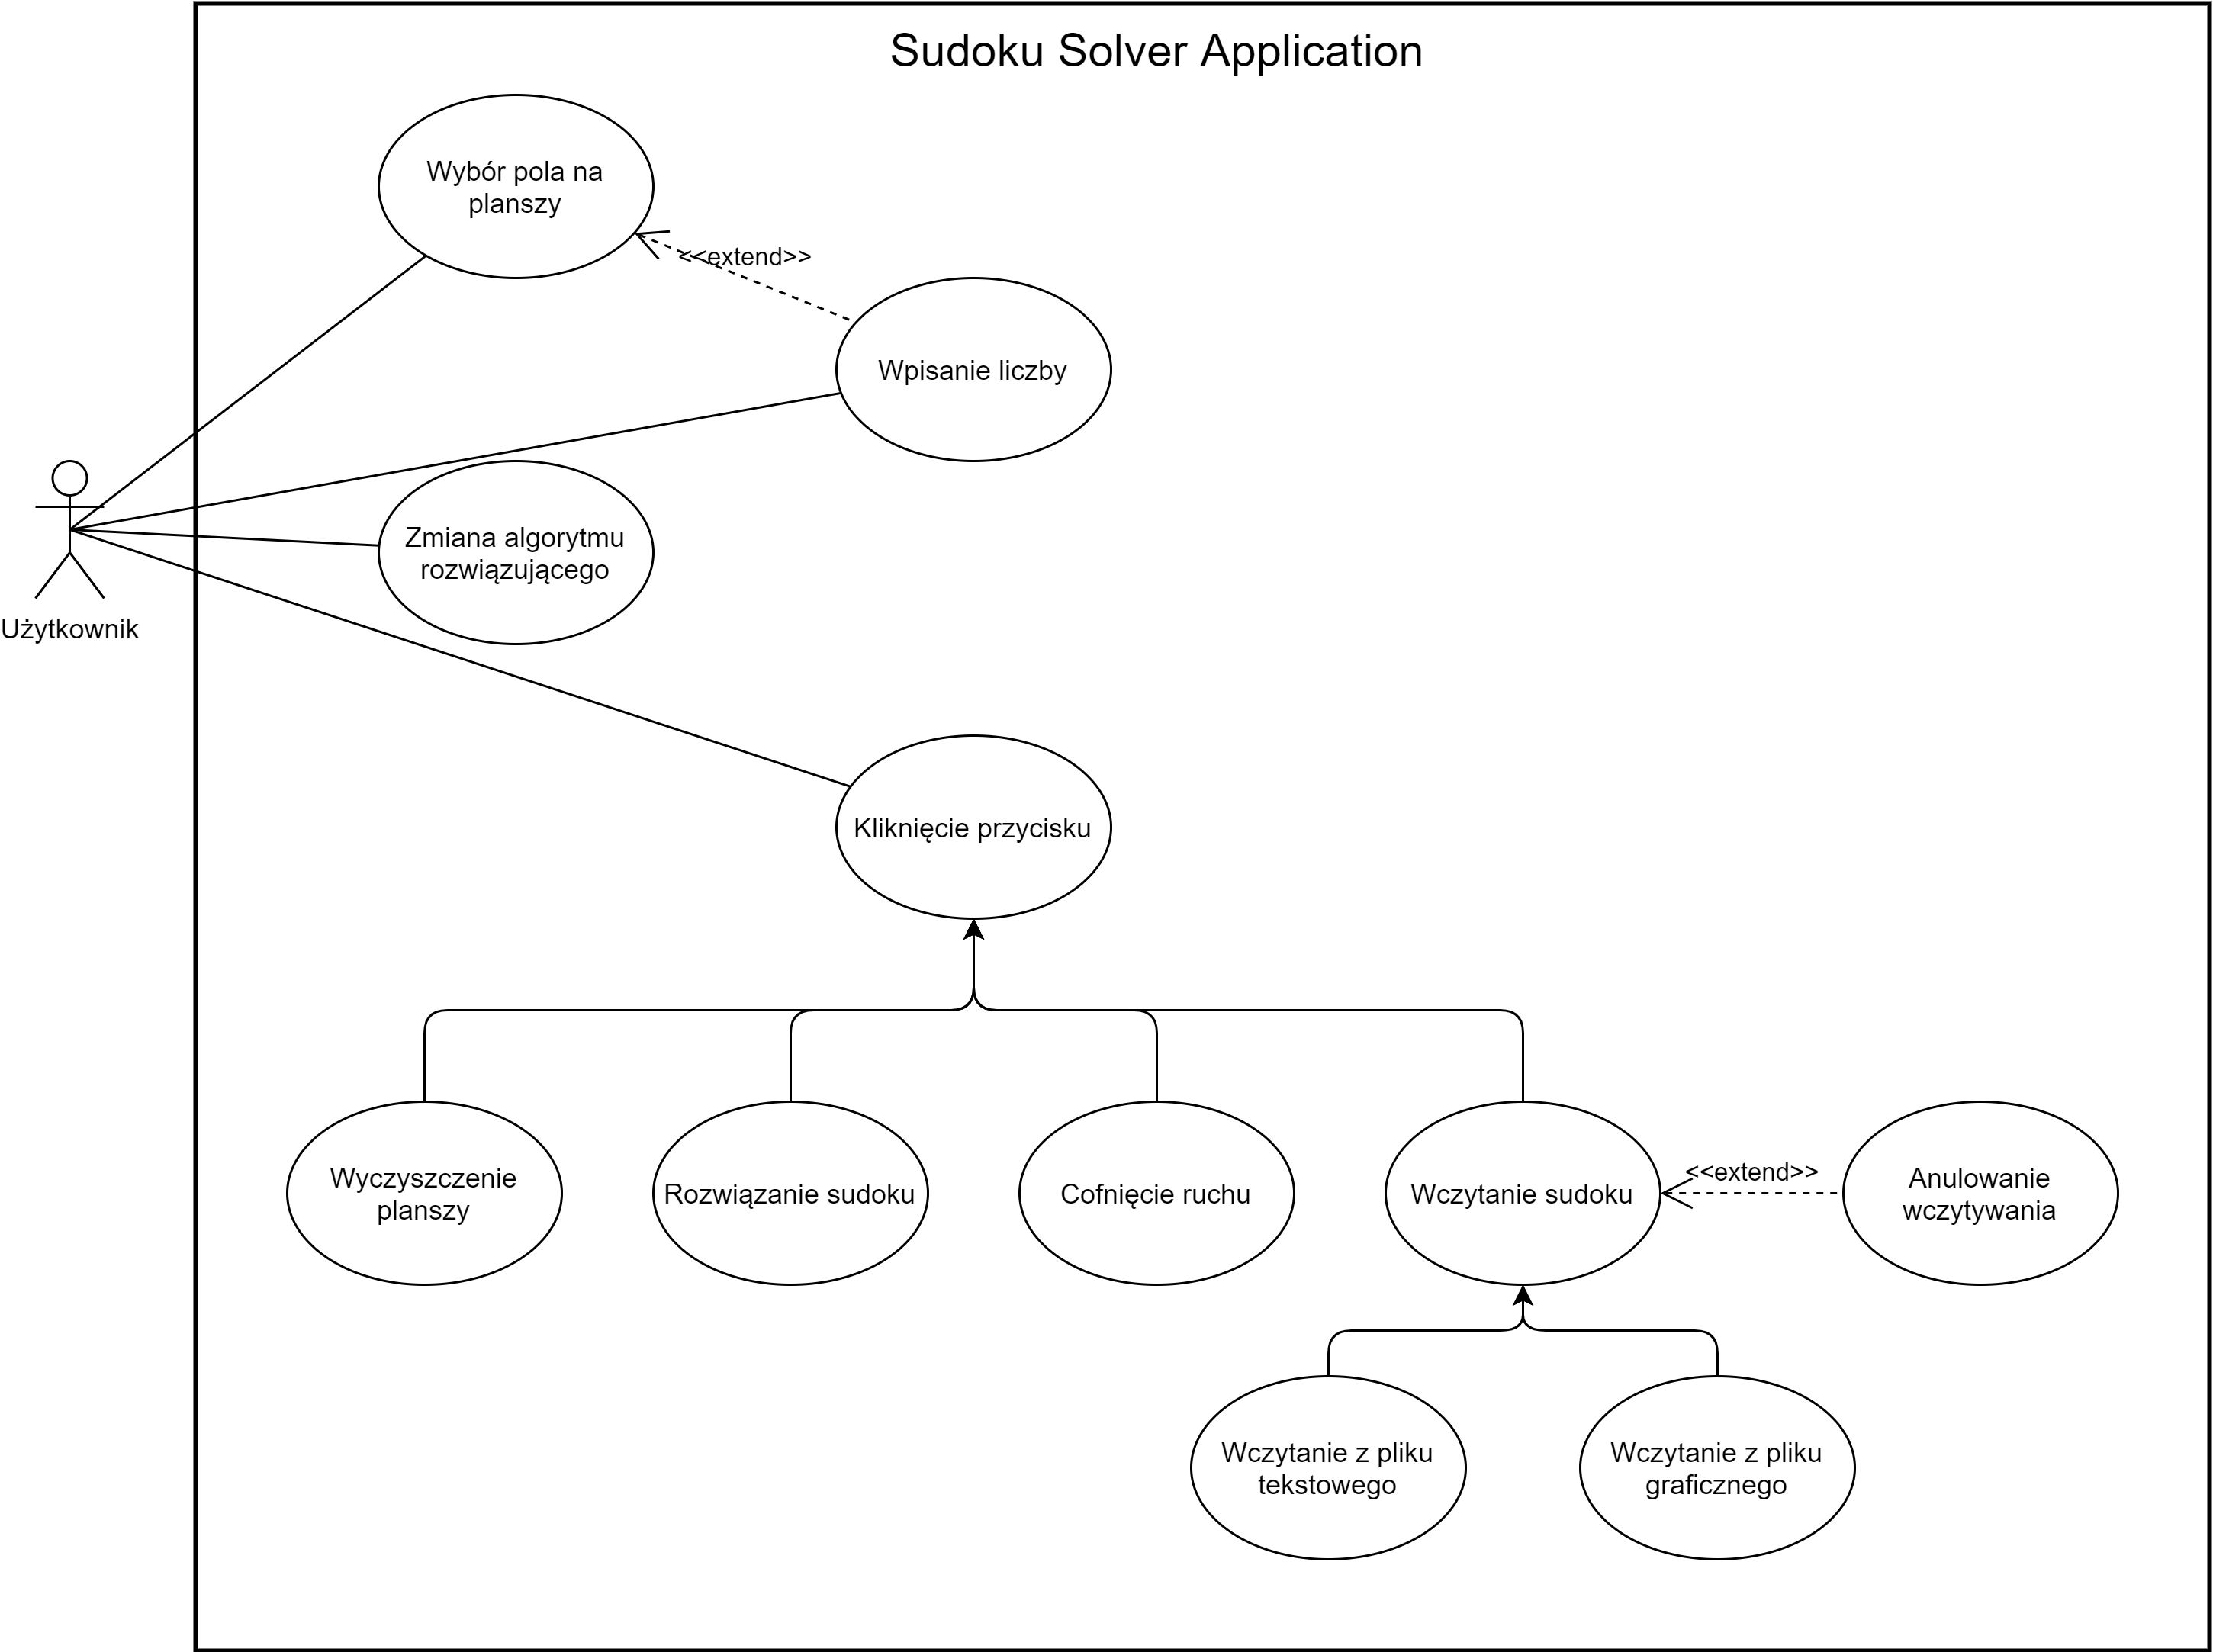 Sudoku Solver Application
Wybór pola na
planszy
<<extend>>
Wpisanie liczby
Zmiana algorytmu
rozwiązującego
Użytkownik
Kliknięcie przycisku
Wyczyszczenie
planszy
Rozwiązanie sudoku
Cofnięcie ruchu
Wczytanie sudoku
<<extend>>
Anulowanie
wczytywania
Wczytanie z pliku
tekstowego
Wczytanie z pliku
graficznego